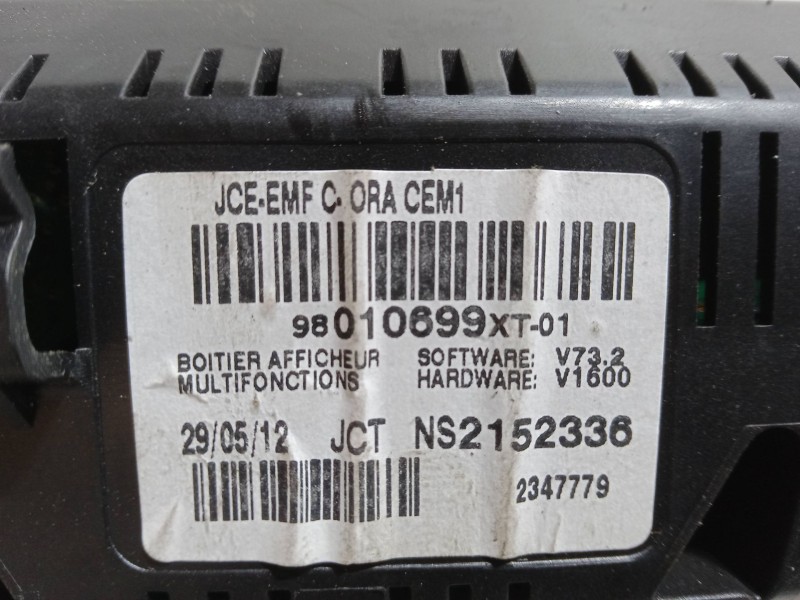 JCE-EMF C- ORA CEM1
98010699XT-01
BOITIER AFFICHEUR SOFTWARE: V73.2
MULTIFONCTIONS HARDWARE: V1600
29/05/12 JCT NS2152336
2347779